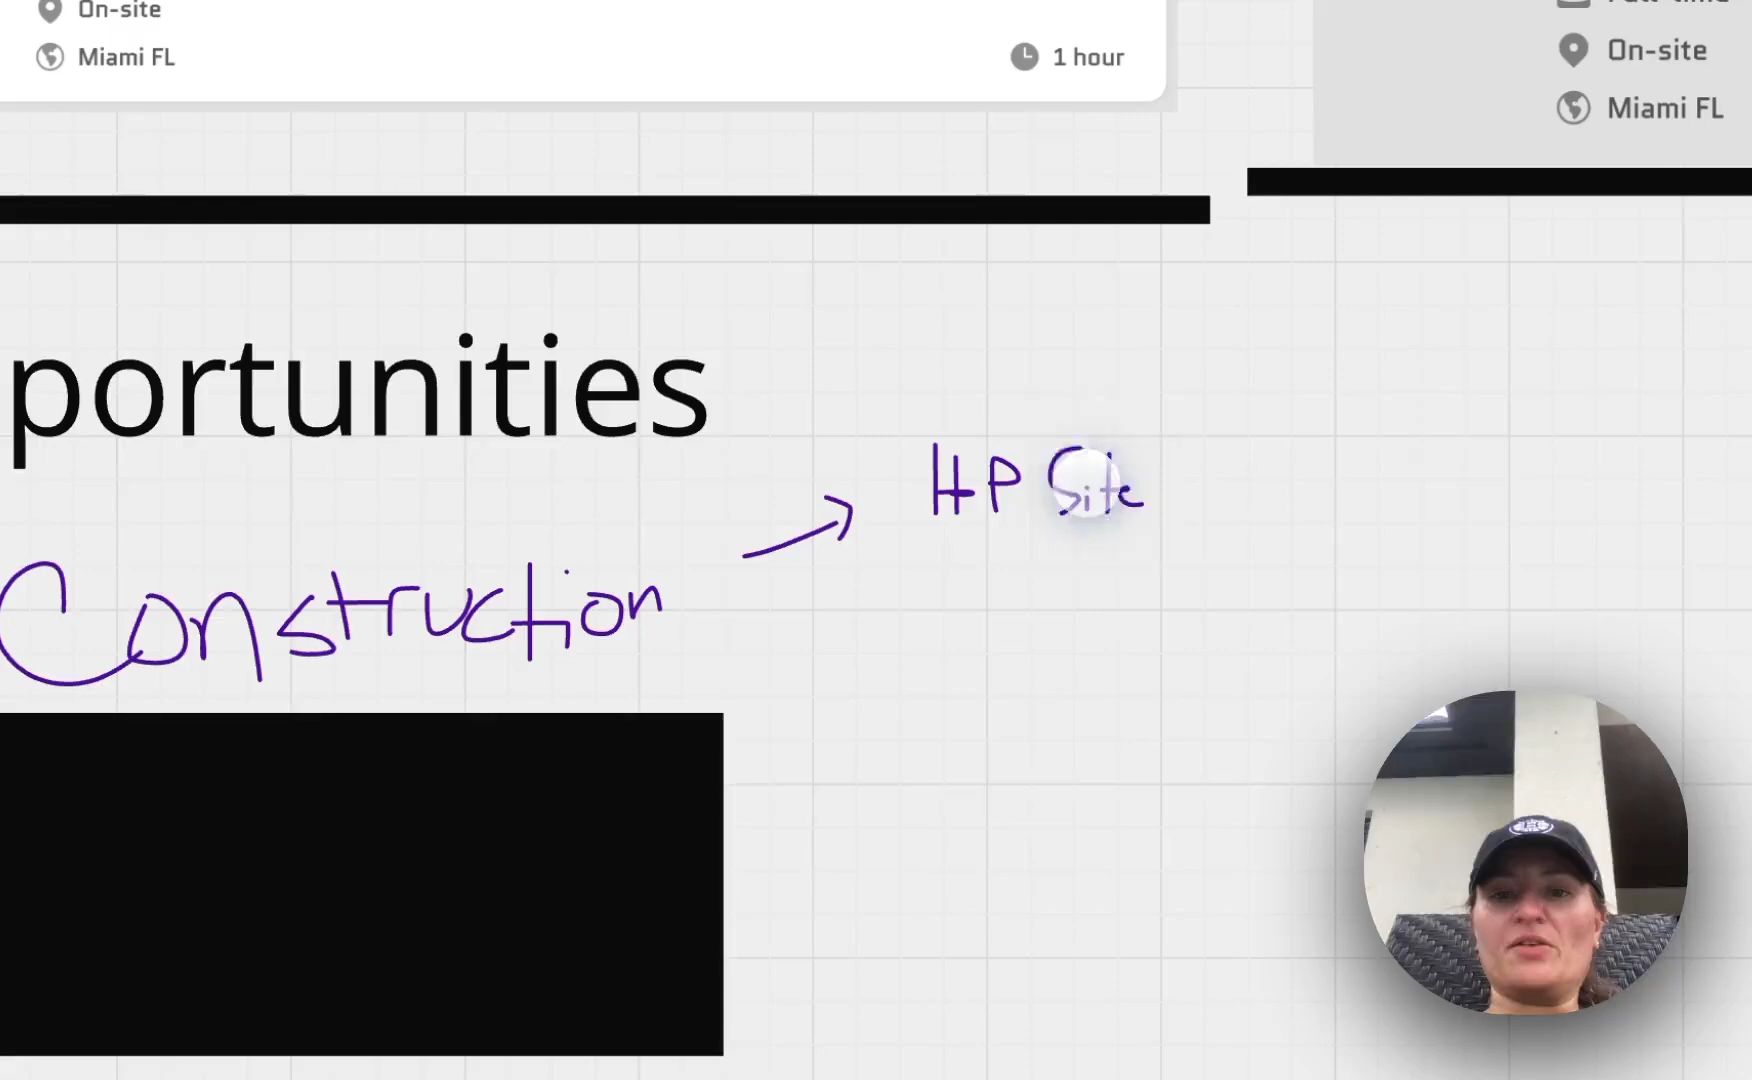 On-site
Miami FL
1 hour
On-site
Miami FL
portunities
HP Site
Construction